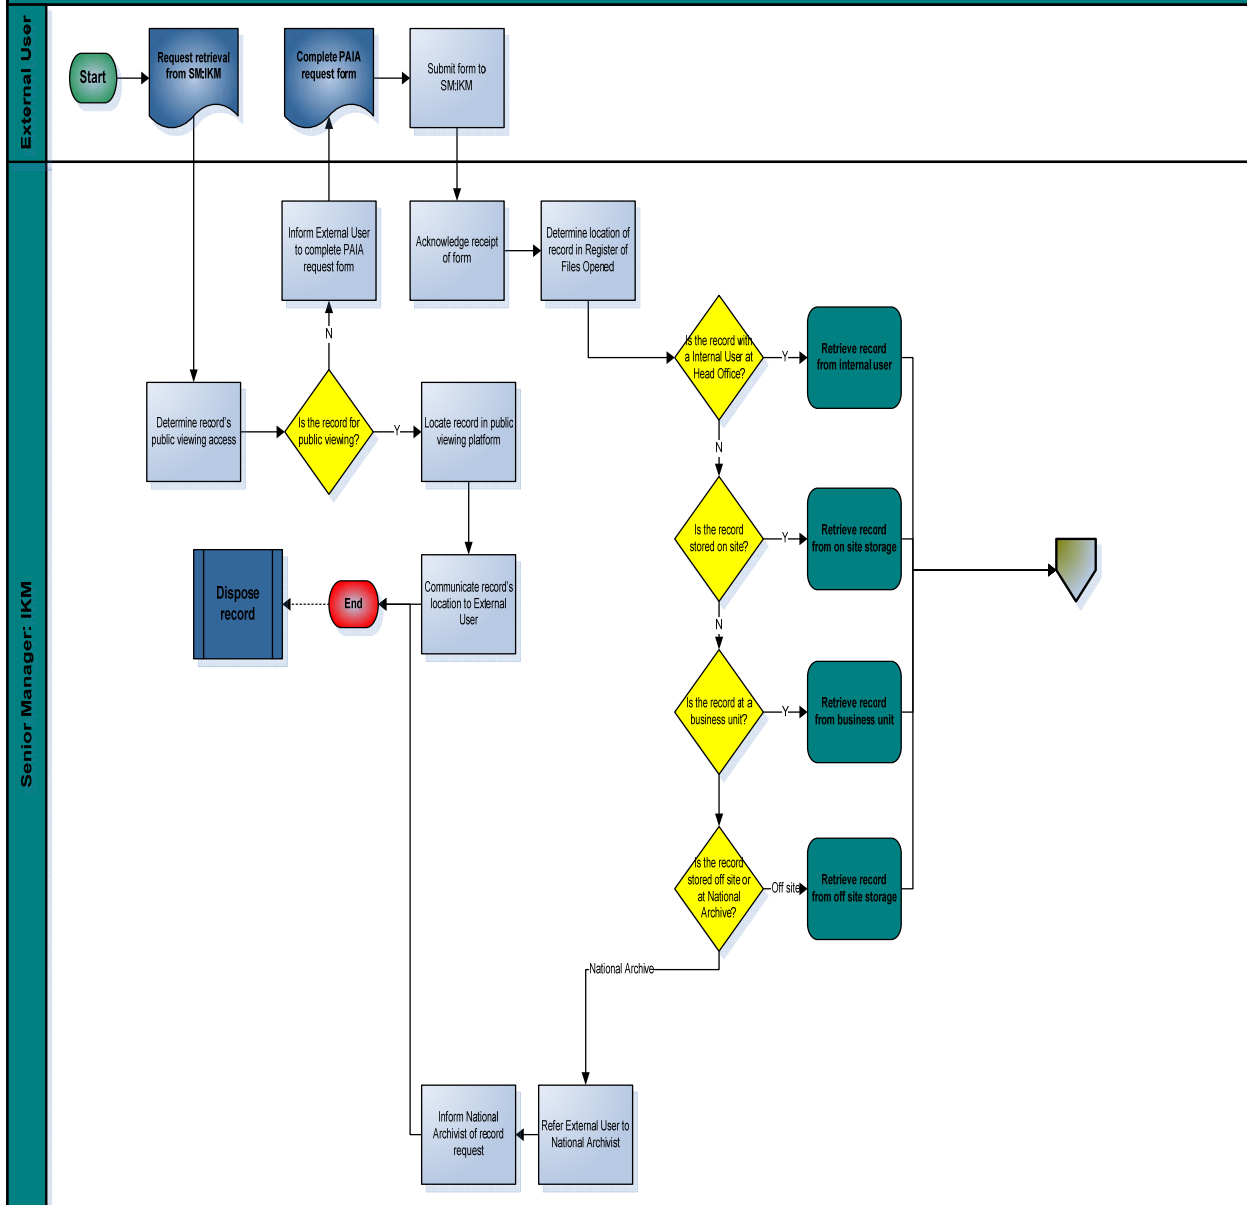 External User
Start
Request retrieval
from SM:IKM
Complete PAIA
request form
Submit form to
SM:IKM
Senior Manager: IKM
Inform External User
to complete PAIA
request form
Acknowledge receipt
of form
Determine location of
record in Register of
Files Opened
N
Is the record with
a Internal User at
Head Office?
Y
Retrieve record
from internal user
Determine record's
public viewing access
Is the record for
public viewing?
Y
Locate record in public
viewing platform
N
Is the record
stored on site?
Y
Retrieve record
from on site storage
Dispose
record
End
Communicate record's
location to External
User
N
Is the record at a
business unit?
Y
Retrieve record
from business unit
Is the record
stored off site or
at National
Archive?
Off site
Retrieve record
from off site storage
National Archive
Inform National
Archivist of record
request
Refer External User to
National Archivist